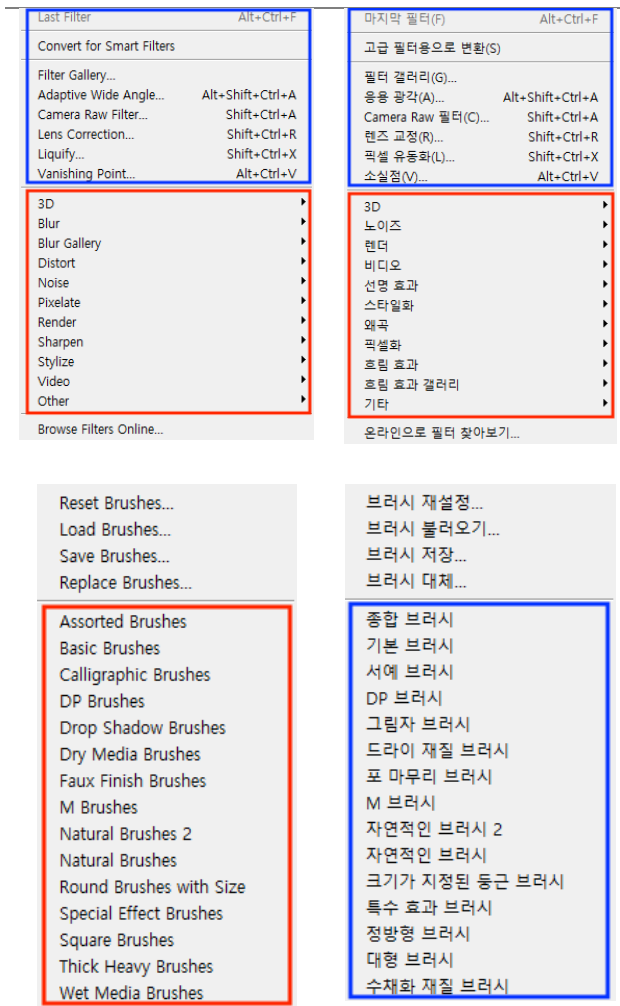 Last Filter Alt+Ctrl+F
Convert for Smart Filters
Filter Gallery...
Adaptive Wide Angle... Alt+Shift+Ctrl+A
Camera Raw Filter... Shift+Ctrl+A
Lens Correction... Shift+Ctrl+R
Liquify... Shift+Ctrl+X
Vanishing Point... Alt+Ctrl+V
3D
Blur
Blur Gallery
Distort
Noise
Pixelate
Render
Sharpen
Stylize
Video
Other
Browse Filters Online...
마지막 필터(F) Alt+Ctrl+F
고급 필터용으로 변환(S)
필터 갤러리(G)...
응용 광각(A)... Alt+Shift+Ctrl+A
Camera Raw 필터(C)... Shift+Ctrl+A
렌즈 교정(R)... Shift+Ctrl+R
픽셀 유동화(L)... Shift+Ctrl+X
소실점(V)... Alt+Ctrl+V
3D
노이즈
렌더
비디오
선명 효과
스타일화
왜곡
픽셀화
흐림 효과
흐림 효과 갤러리
기타
온라인으로 필터 찾아보기...
Reset Brushes...
Load Brushes...
Save Brushes...
Replace Brushes...
Assorted Brushes
Basic Brushes
Calligraphic Brushes
DP Brushes
Drop Shadow Brushes
Dry Media Brushes
Faux Finish Brushes
M Brushes
Natural Brushes 2
Natural Brushes
Round Brushes with Size
Special Effect Brushes
Square Brushes
Thick Heavy Brushes
Wet Media Brushes
브러시 재설정...
브러시 불러오기...
브러시 저장...
브러시 대체...
종합 브러시
기본 브러시
서예 브러시
DP 브러시
그림자 브러시
드라이 재질 브러시
포 마무리 브러시
M 브러시
자연적인 브러시 2
자연적인 브러시
크기가 지정된 둥근 브러시
특수 효과 브러시
정방형 브러시
대형 브러시
수채화 재질 브러시